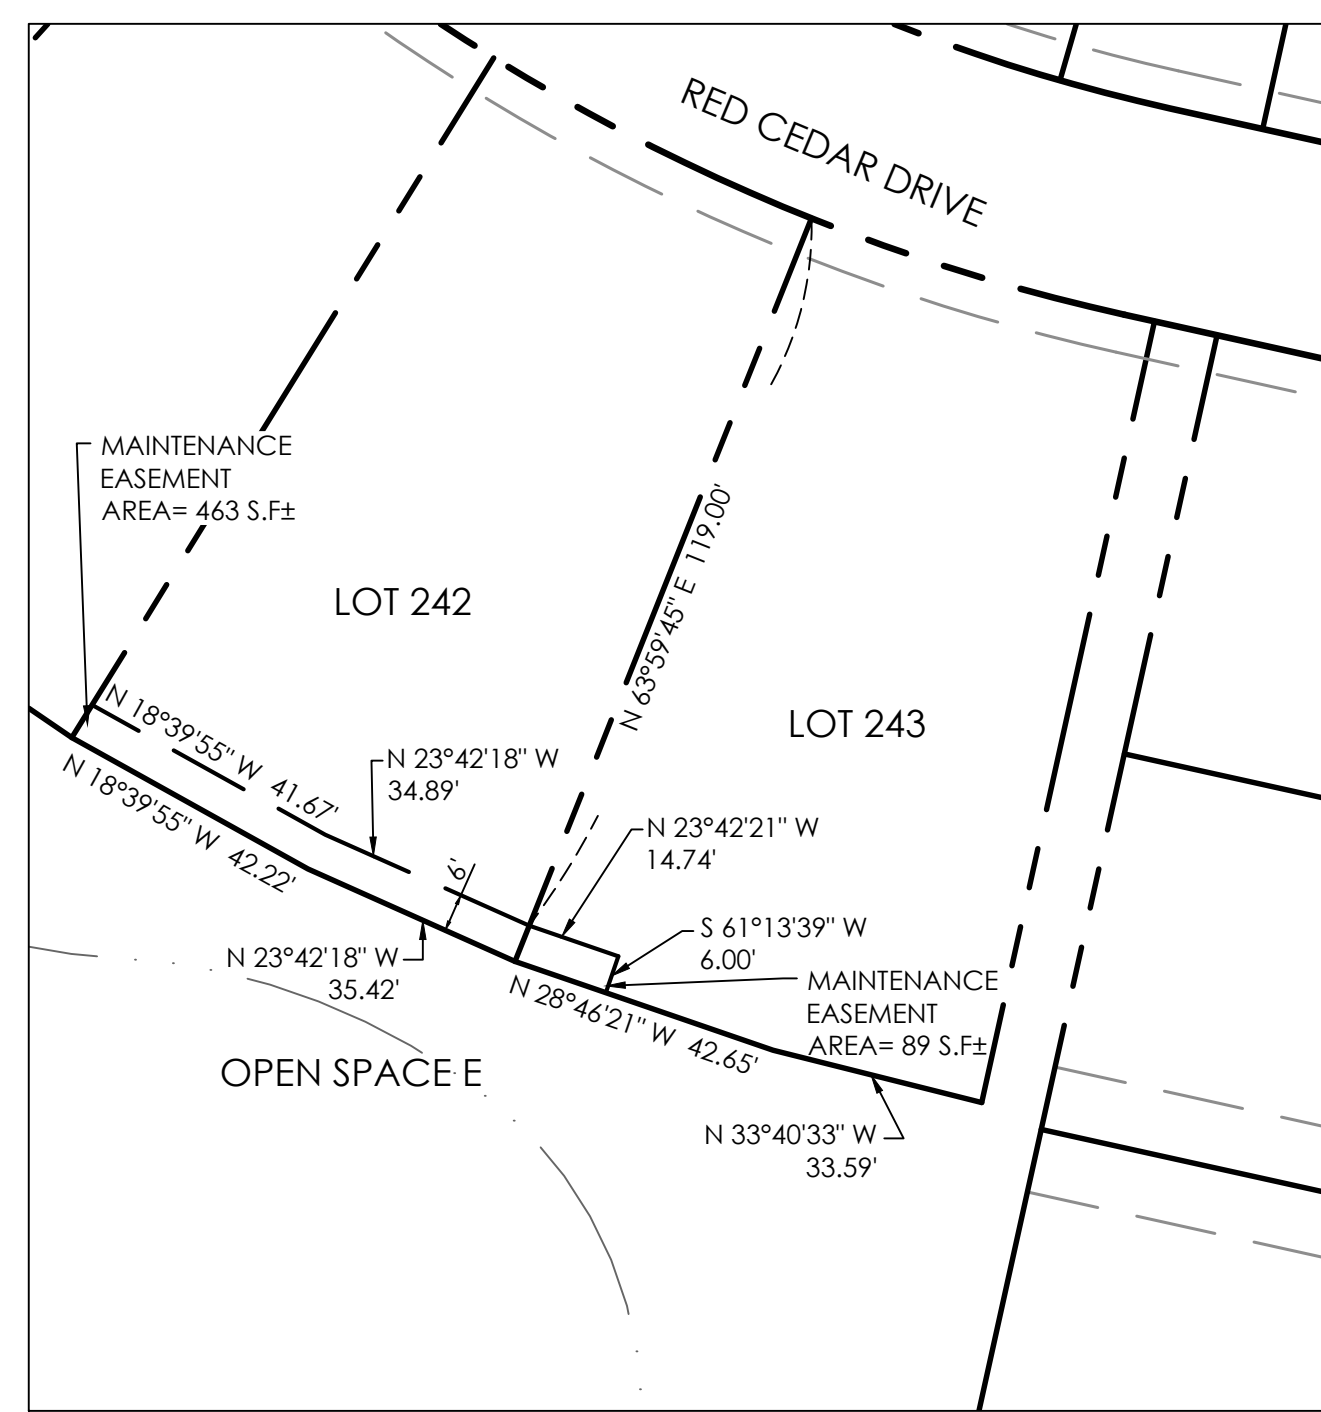 RED CEDAR DRIVE
MAINTENANCE
EASEMENT
AREA= 463 S.F±
N 63°59'45" E 119.00'
LOT 242
LOT 243
N 18°39'55" W 41.67'
N 18°39'55" W 42.22'
N 23°42'18" W
34.89'
6'
N 23°42'21" W
14.74'
S 61°13'39" W
6.00'
N 23°42'18" W
35.42'
N 28°46'21" W 42.65'
MAINTENANCE
EASEMENT
AREA= 89 S.F±
OPEN SPACE E
N 33°40'33" W
33.59'